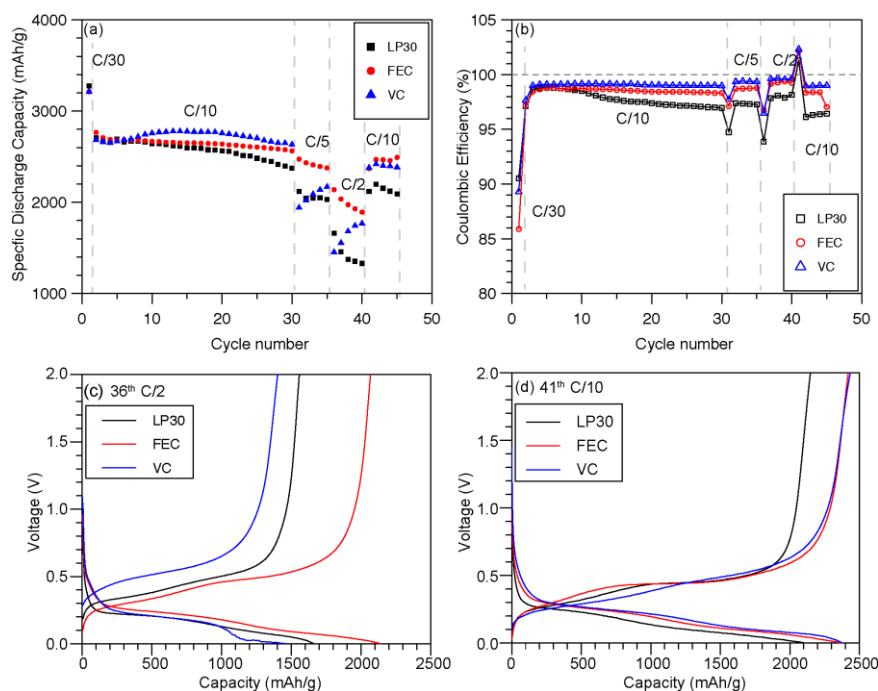 (a)
C/30
C/10
C/5
C/2
C/10
LP30
FEC
VC
Specfic Discharge Capacity (mAh/g)
4000
3000
2000
1000
0
10
20
30
40
50
Cycle number
(b)
C/30
C/10
C/5
C/2
C/10
LP30
FEC
VC
Coulombic Efficiency (%)
105
100
95
90
85
80
0
10
20
30
40
50
Cycle number
(c) 36th C/2
LP30
FEC
VC
Voltage (V)
2.0
1.5
1.0
0.5
0.0
0
500
1000
1500
2000
2500
Capacity (mAh/g)
(d) 41th C/10
LP30
FEC
VC
Voltage (V)
2.0
1.5
1.0
0.5
0.0
0
500
1000
1500
2000
2500
Capacity (mAh/g)